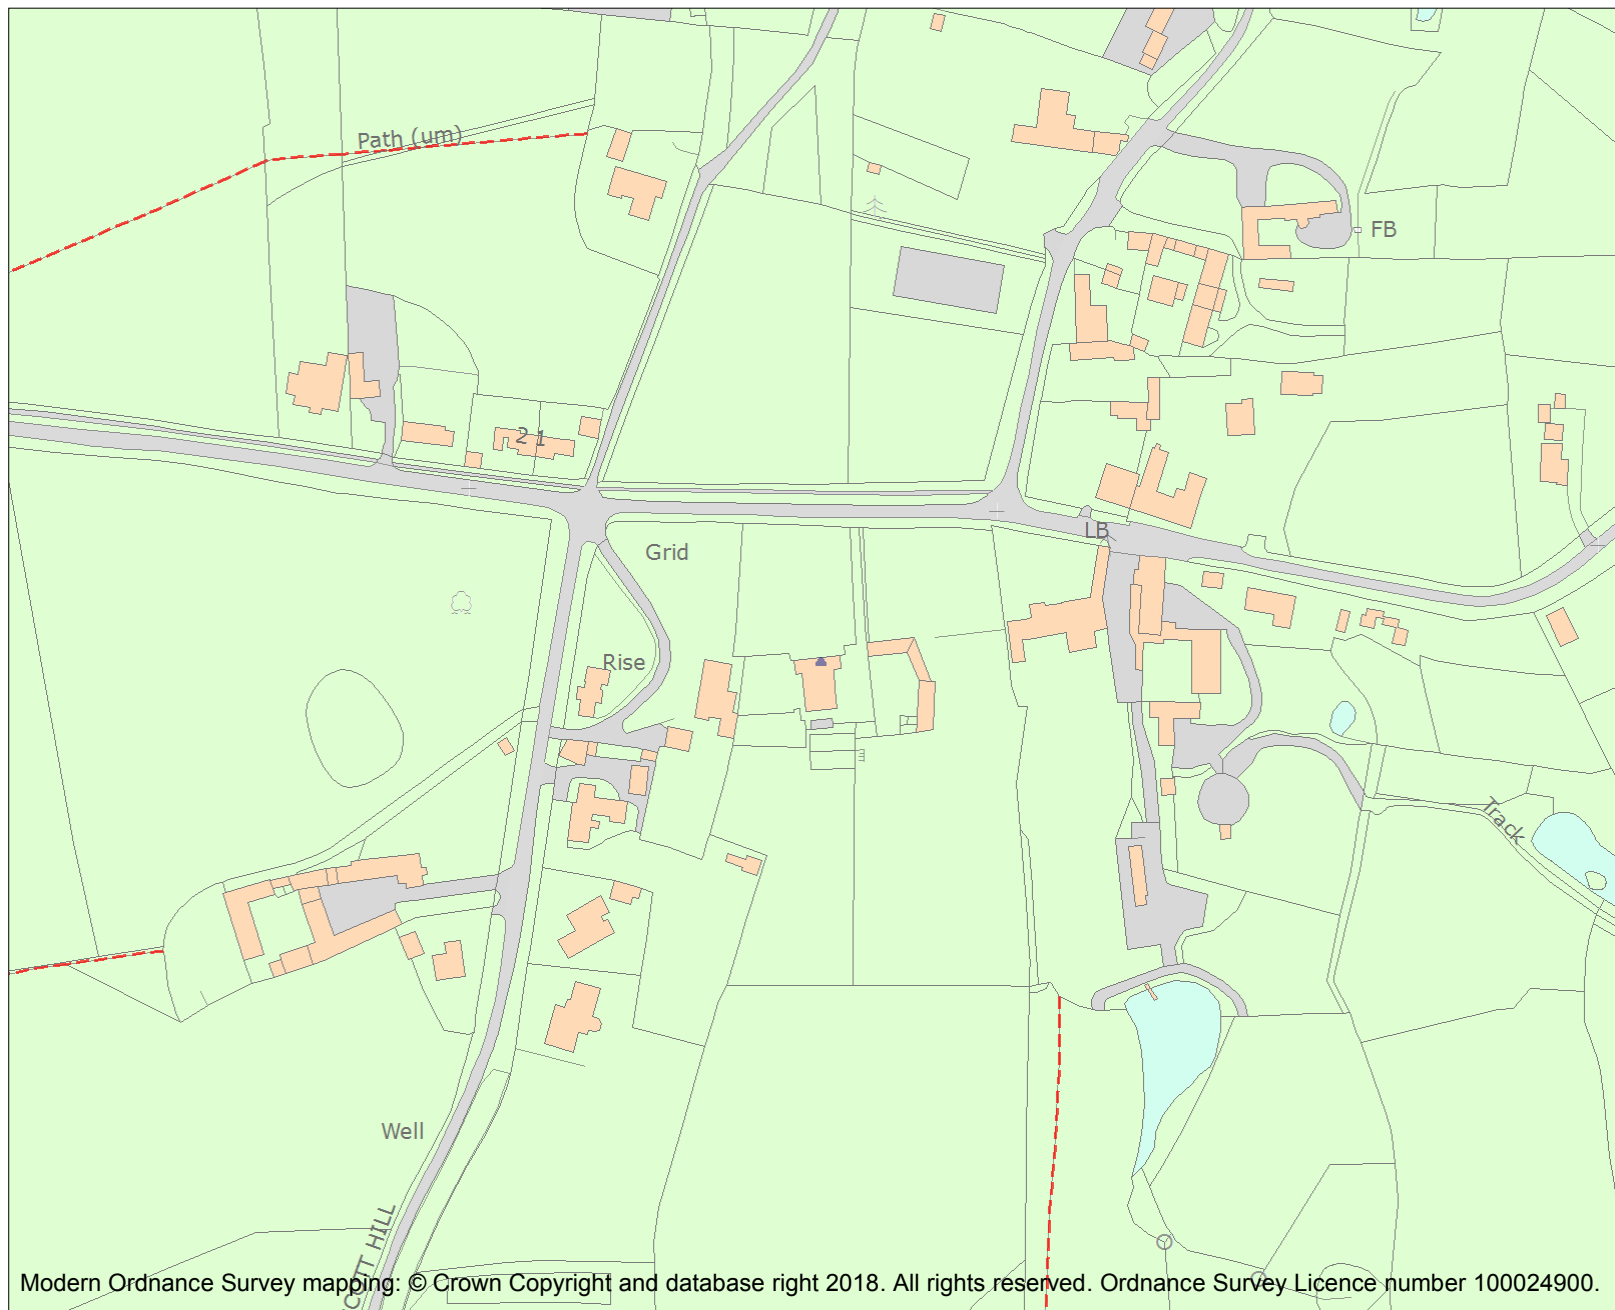 Path (um)
FB
2 1
LB
Grid
Rise
Track
Well
COTT HILL
Modern Ordnance Survey mapping: © Crown Copyright and database right 2018. All rights reserved. Ordnance Survey Licence number 100024900.